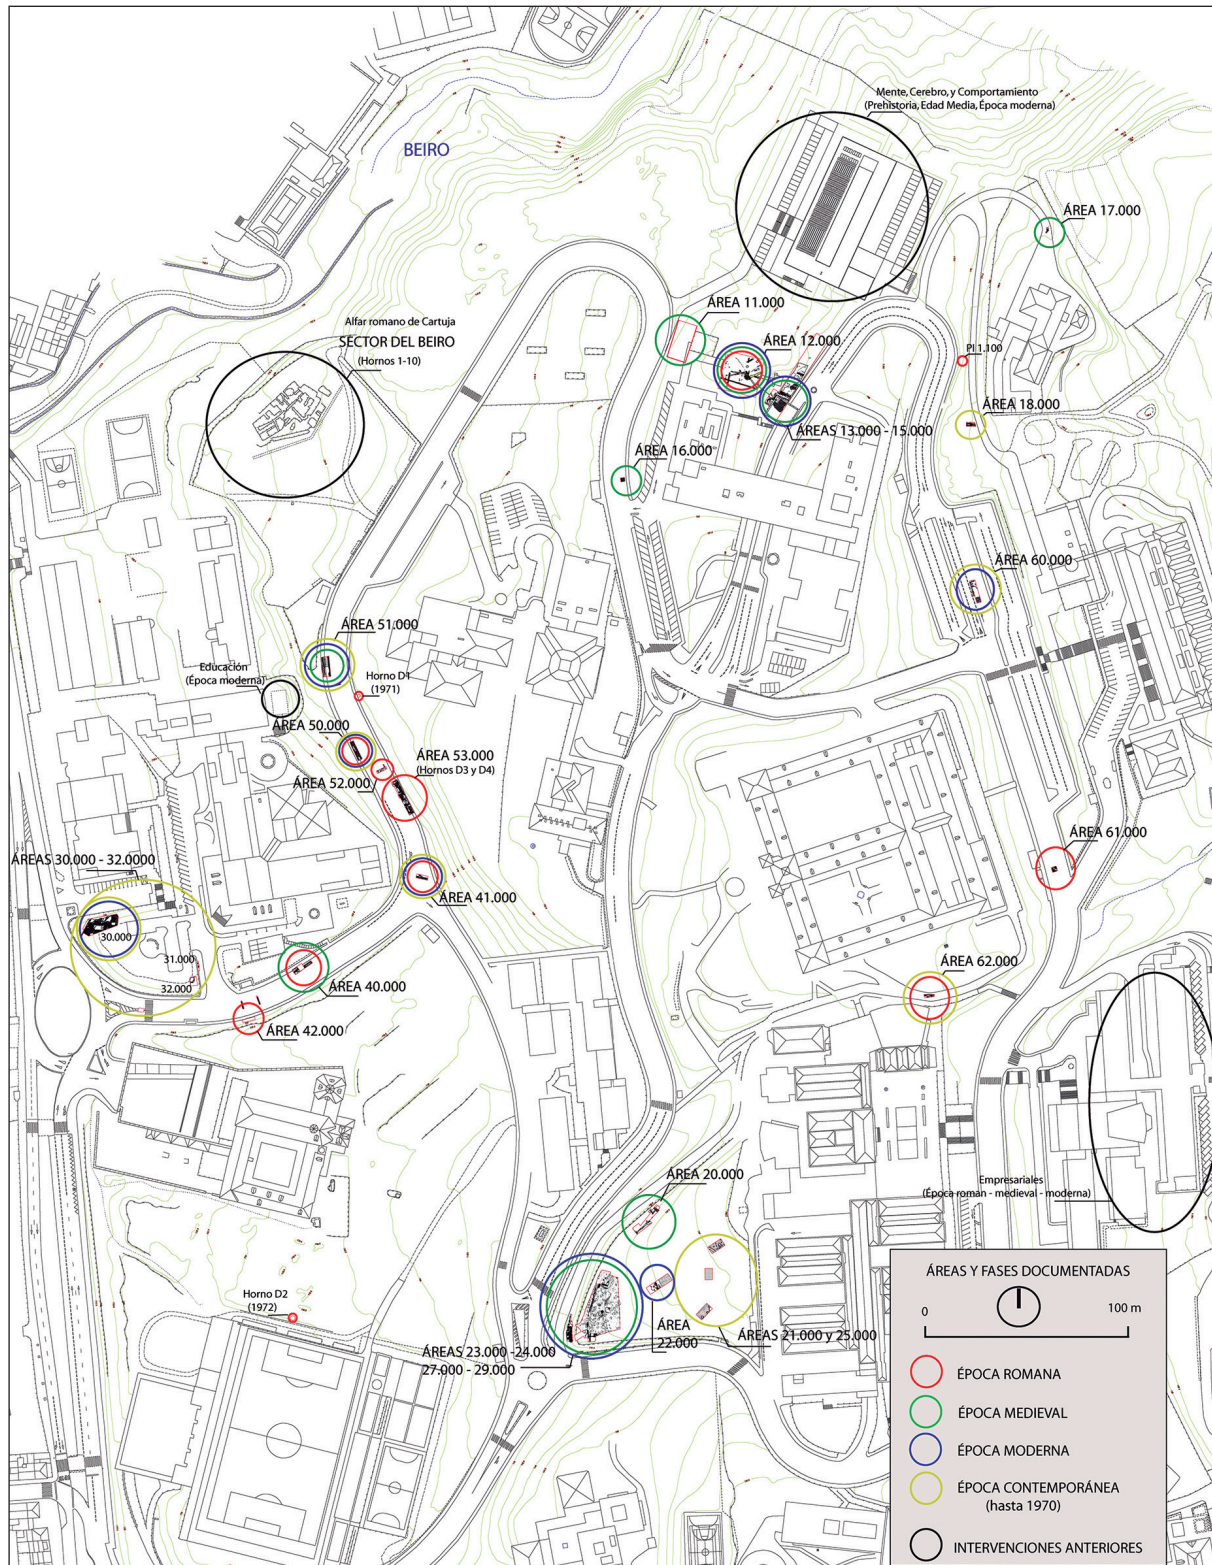 Mente, Cerebro, y Comportamiento
(Prehistoria, Edad Media, Época moderna)
BEIRO
ÁREA 17.000
ÁREA 11.000
Alfar romano de Cartuja
SECTOR DEL BEIRO
(Hornos 1-10)
ÁREA 12.000
PI 1.100
ÁREA 18.000
ÁREAS 13.000 - 15.000
ÁREA 16.000
ÁREA 60.000
ÁREA 51.000
Educación
(Época moderna)
Horno D1
(1971)
ÁREA 50.000
ÁREA 53.000
(Hornos D3 y D4)
ÁREA 52.000
ÁREA 61.000
ÁREAS 30.000 - 32.0000
ÁREA 41.000
30.000
31.000
32.000
ÁREA 62.000
ÁREA 40.000
ÁREA 42.000
ÁREA 20.000
Empresariales
(Época roman - medieval - moderna)
Horno D2
(1972)
ÁREA
22.000
ÁREAS 21.000 y 25.000
ÁREAS 23.000 -24.000
27.000 - 29.000
ÁREAS Y FASES DOCUMENTADAS
0
100 m
ÉPOCA ROMANA
ÉPOCA MEDIEVAL
ÉPOCA MODERNA
ÉPOCA CONTEMPORÁNEA
(hasta 1970)
INTERVENCIONES ANTERIORES